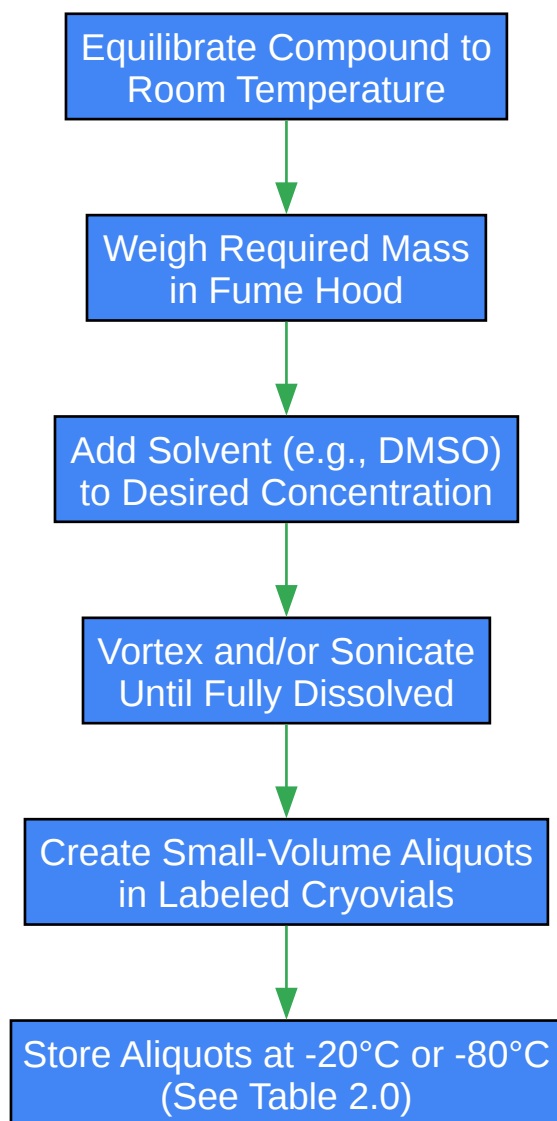 Equilibrate Compound to
Room Temperature
Weigh Required Mass
in Fume Hood
Add Solvent (e.g., DMSO)
to Desired Concentration
Vortex and/or Sonicate
Until Fully Dissolved
Create Small-Volume Aliquots
in Labeled Cryovials
Store Aliquots at -20°C or -80°C
(See Table 2.0)